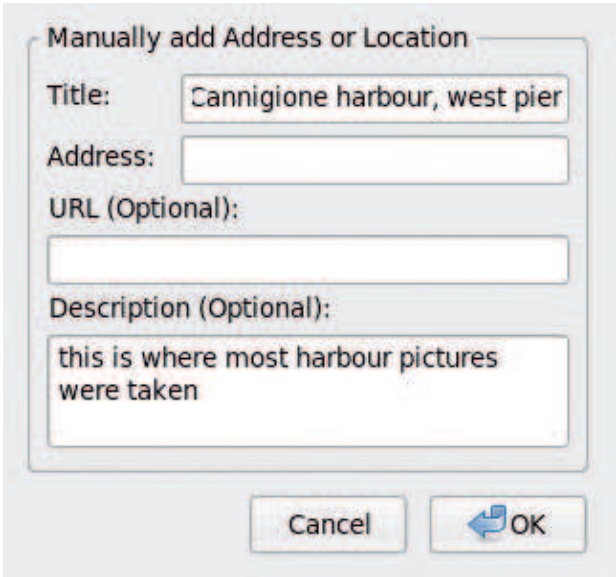 Manually add Address or Location
Title: Cannigione harbour, west pier
Address:
URL (Optional):
Description (Optional):
this is where most harbour pictures
were taken
Cancel OK